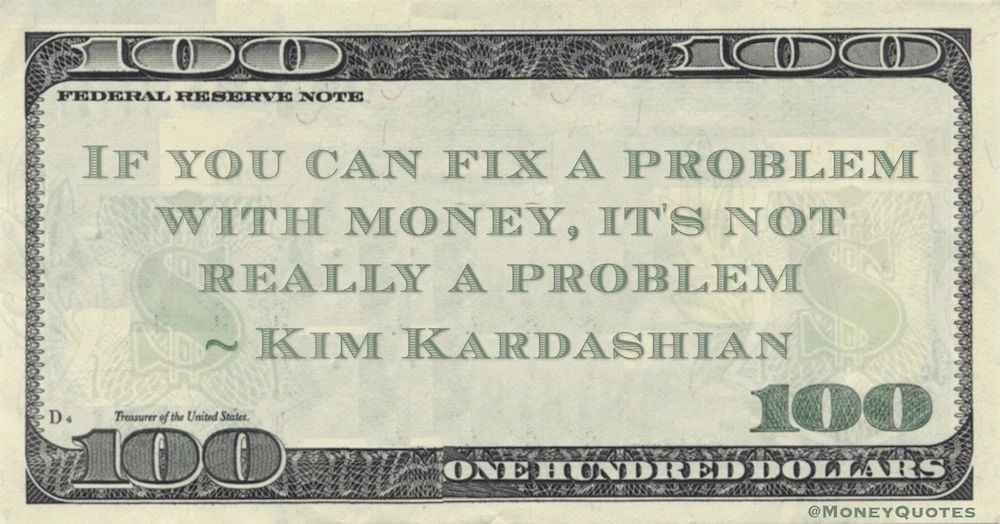 100 100
FEDERAL RESERVE NOTE
If you can fix a problem
with money, it's not
really a problem
~ Kim Kardashian
100
D 4 Treasurer of the United States.
100
ONE HUNDRED DOLLARS
@MoneyQuotes